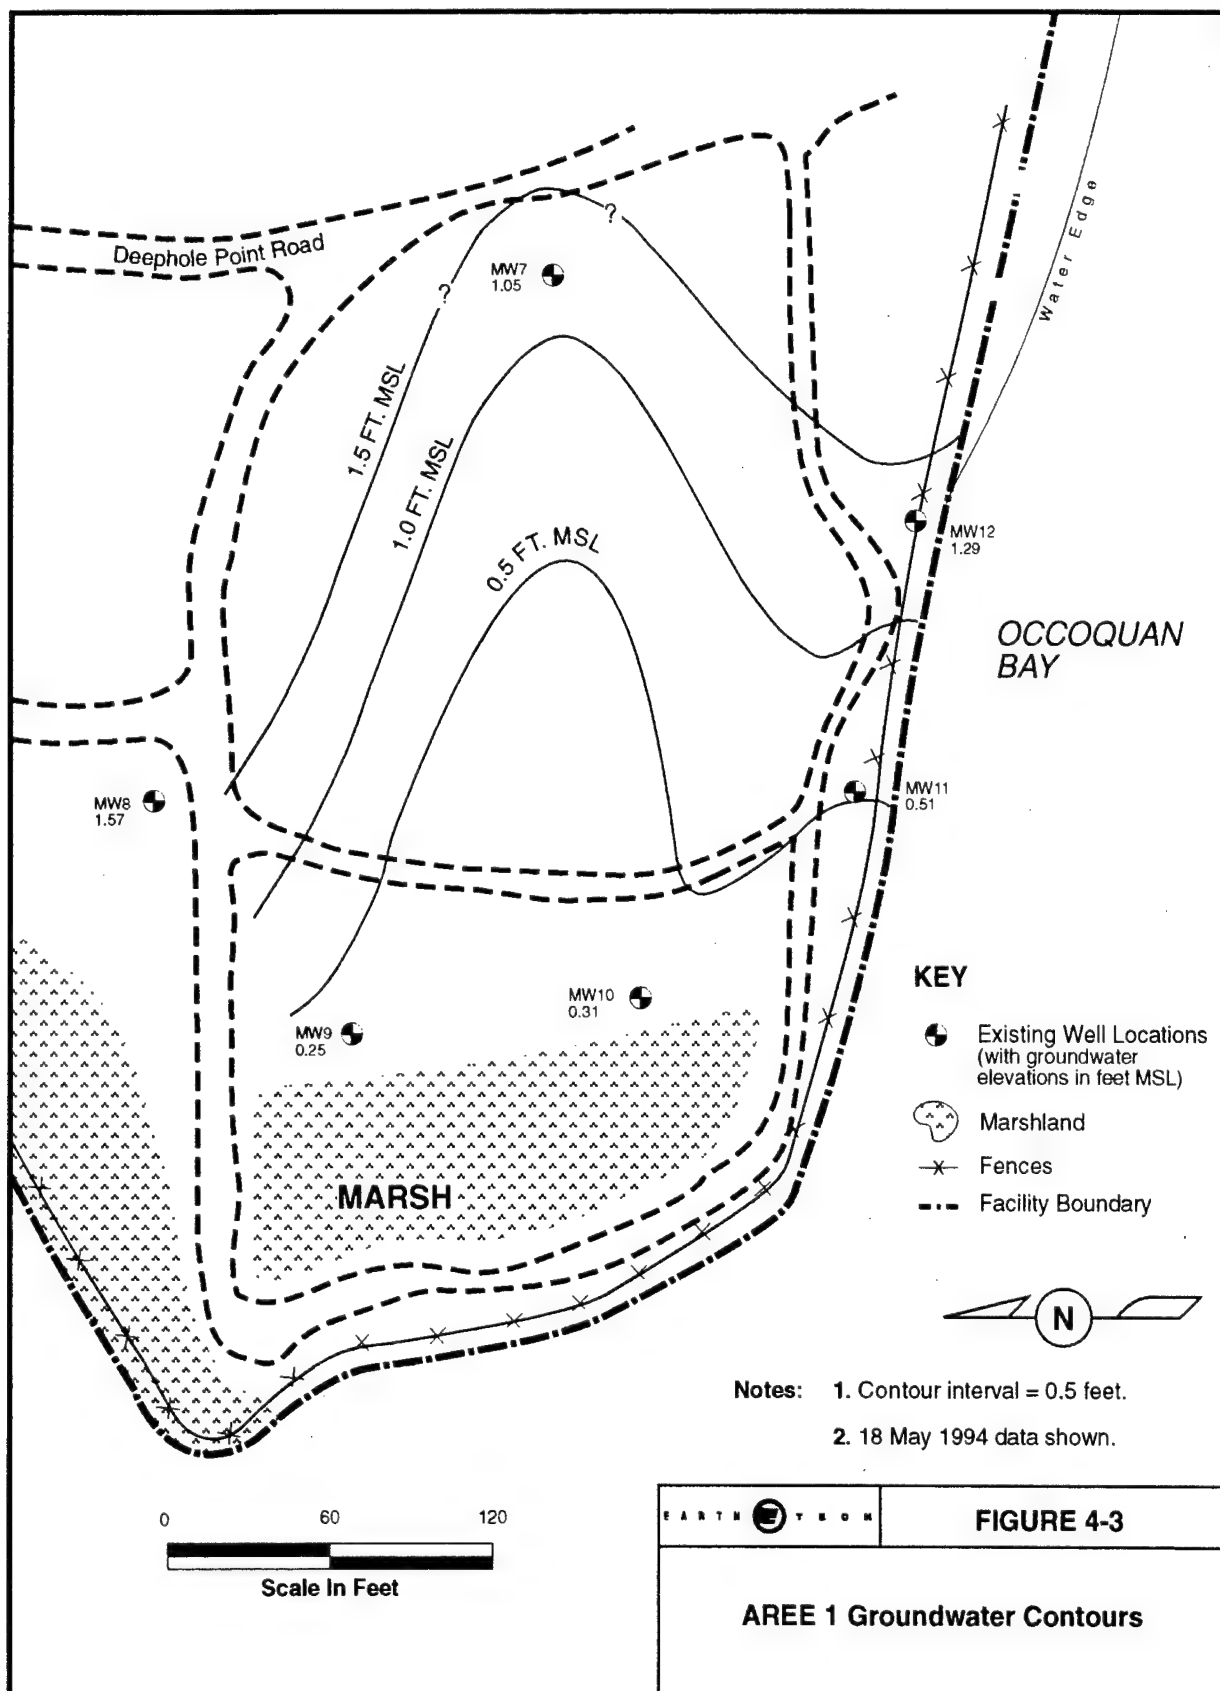 Deephole Point Road
Water Edge
?
?
MW7
1.05
1.5 FT. MSL
1.0 FT. MSL
0.5 FT. MSL
MW12
1.29
OCCOQUAN
BAY
MW8
1.57
MW11
0.51
MW10
0.31
MW9
0.25
MARSH
KEY
Existing Well Locations
(with groundwater
elevations in feet MSL)
Marshland
Fences
Facility Boundary
N
Notes: 1. Contour interval = 0.5 feet.
2. 18 May 1994 data shown.
0 60 120
Scale In Feet
EARTH TECH
FIGURE 4-3
AREE 1 Groundwater Contours